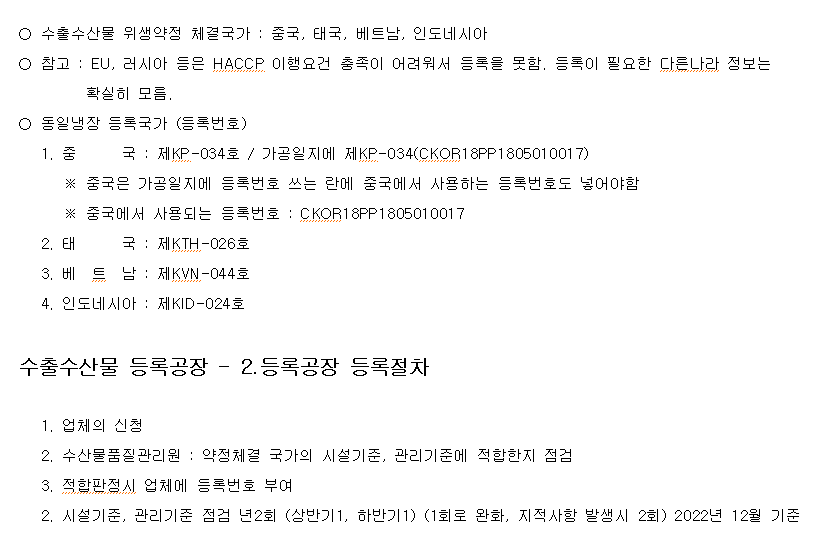 ○ 수출수산물 위생약정 체결국가 : 중국, 태국, 베트남, 인도네시아
○ 참고 : EU, 러시아 등은 HACCP 이행요건 충족이 어려워서 등록을 못함. 등록이 필요한 다른나라 정보는
확실히 모름.
○ 동일냉장 등록국가 (등록번호)
1. 중 국 : 제KP-034호 / 가공일지에 제KP-034(CKOR18PP1805010017)
※ 중국은 가공일지에 등록번호 쓰는 란에 중국에서 사용하는 등록번호도 넣어야함
※ 중국에서 사용되는 등록번호 : CKOR18PP1805010017
2. 태 국 : 제KTH-026호
3. 베 트 남 : 제KVN-044호
4. 인도네시아 : 제KID-024호
수출수산물 등록공장 - 2.등록공장 등록절차
1. 업체의 신청
2. 수산물품질관리원 : 약정체결 국가의 시설기준, 관리기준에 적합한지 점검
3. 적합판정시 업체에 등록번호 부여
2. 시설기준, 관리기준 점검 년2회 (상반기1, 하반기1) (1회로 완화, 지적사항 발생시 2회) 2022년 12월 기준